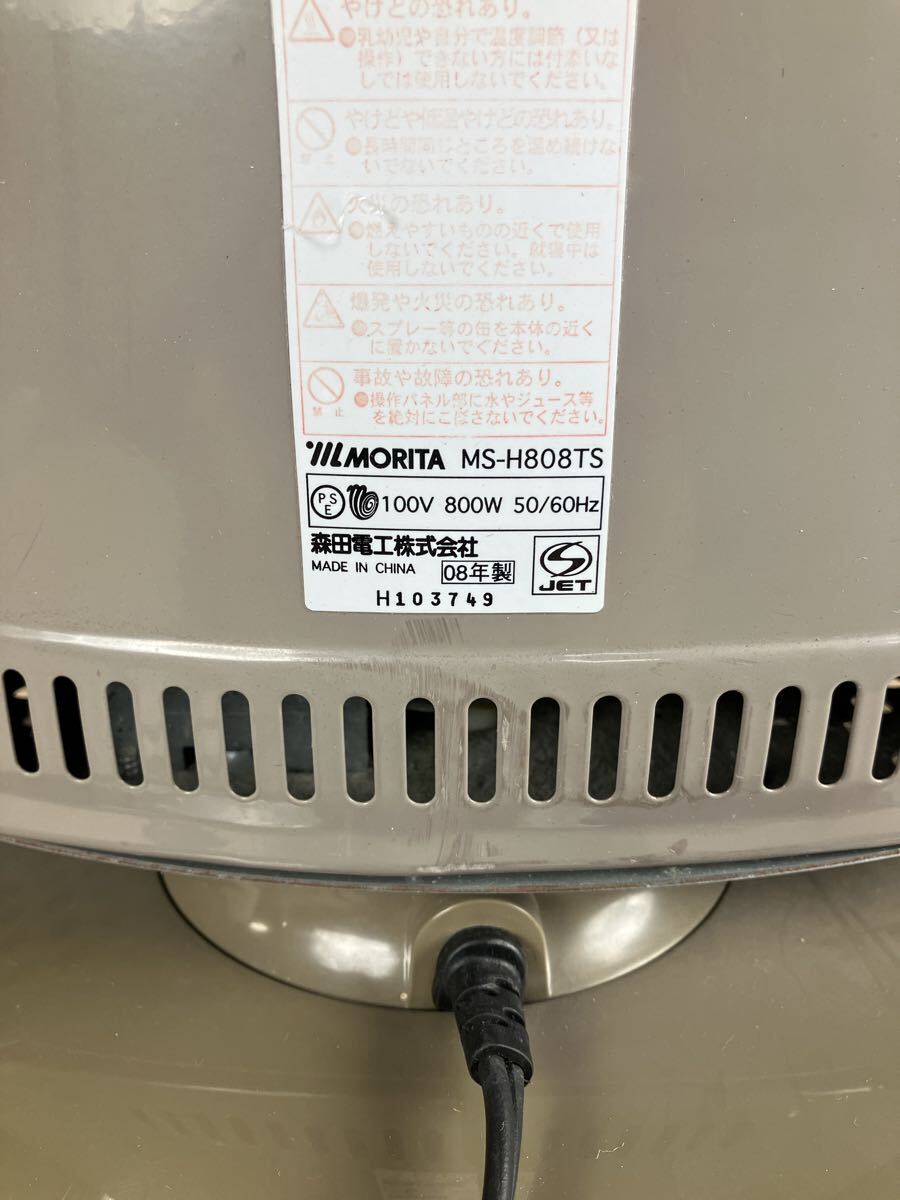 やけどの恐れあり。
乳幼児や自分で温度調節（又は
操作）できない方には付添いな
しでは使用しないでください。
やけどや低温やけどの恐れあり。
禁止
長時間同じところを温め続けな
いでないでください。
火災の恐れあり。
燃えやすいものの近くで使用
しないでください。就寝中は
使用しないでください。
爆発や火災の恐れあり。
スプレー等の缶を本体の近く
に置かないでください。
事故や故障の恐れあり。
禁止
操作パネル部に水やジュース等
を絶対にこぼさないでください。
MORITA MS-H808TS
PSE 100V 800W 50/60Hz
森田電工株式会社
MADE IN CHINA 08年製
JET
H103749